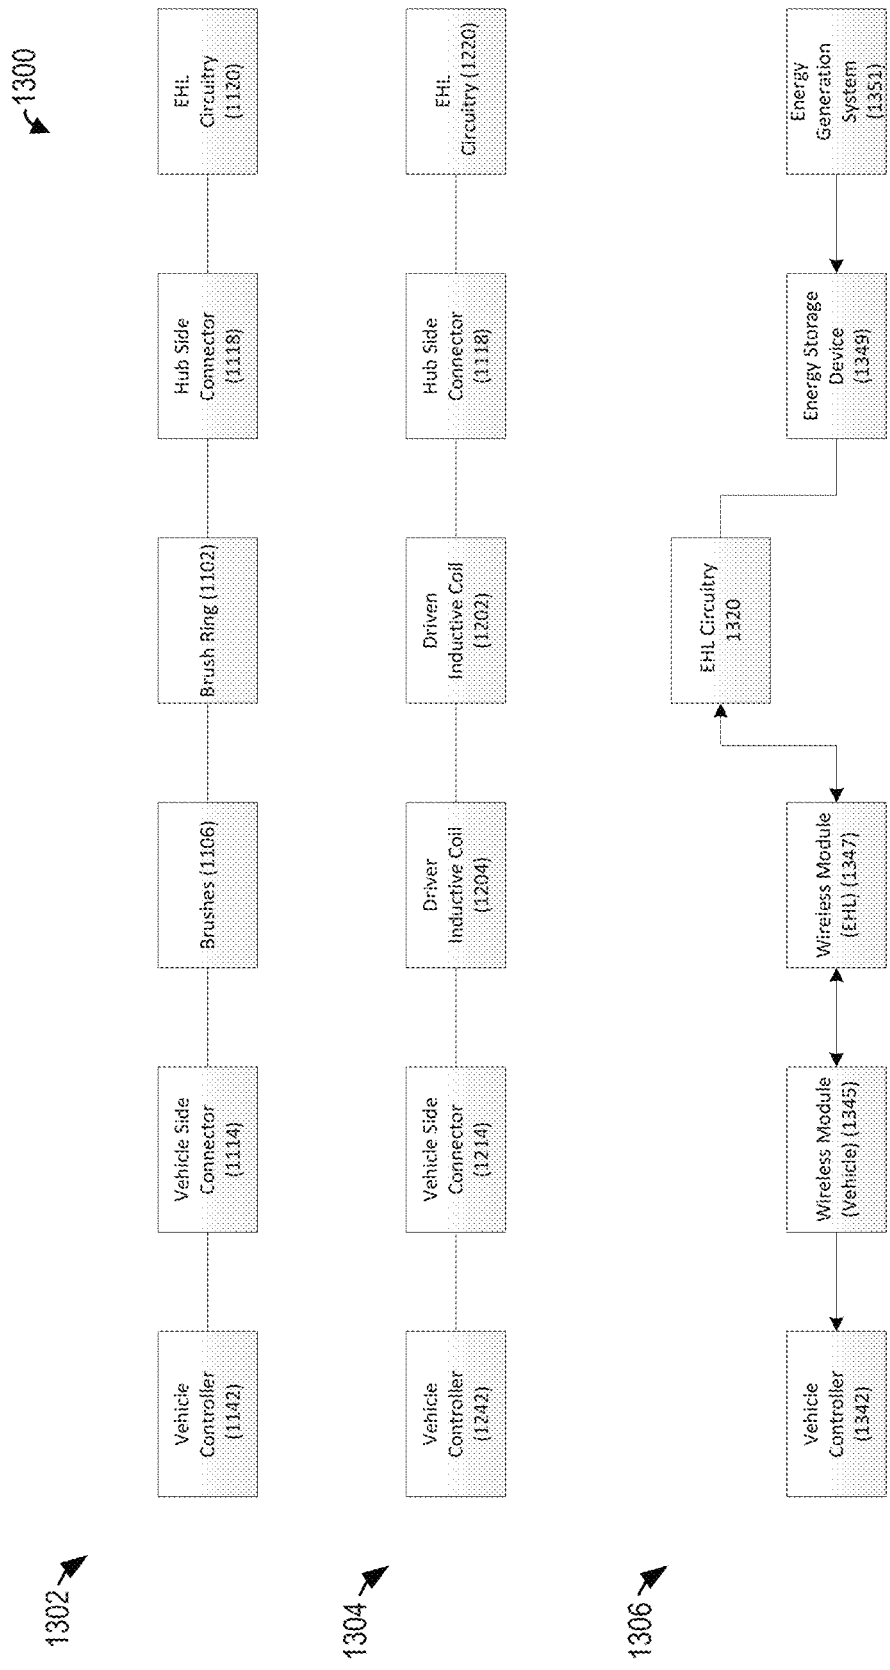 1300
1302
Vehicle
Controller
(1142)
Vehicle Side
Connector
(1114)
Brushes (1106)
Brush Ring (1102)
Hub Side
Connector
(1118)
EHL
Circuitry
(1120)
1304
Vehicle
Controller
(1242)
Vehicle Side
Connector
(1214)
Driver
Inductive Coil
(1204)
Driven
Inductive Coil
(1202)
Hub Side
Connector
(1118)
EHL
Circuitry (1220)
1306
Vehicle
Controller
(1342)
Wireless Module
(Vehicle) (1345)
Wireless Module
(EHL) (1347)
EHL Circuitry
1320
Energy Storage
Device
(1349)
Energy
Generation
System
(1351)